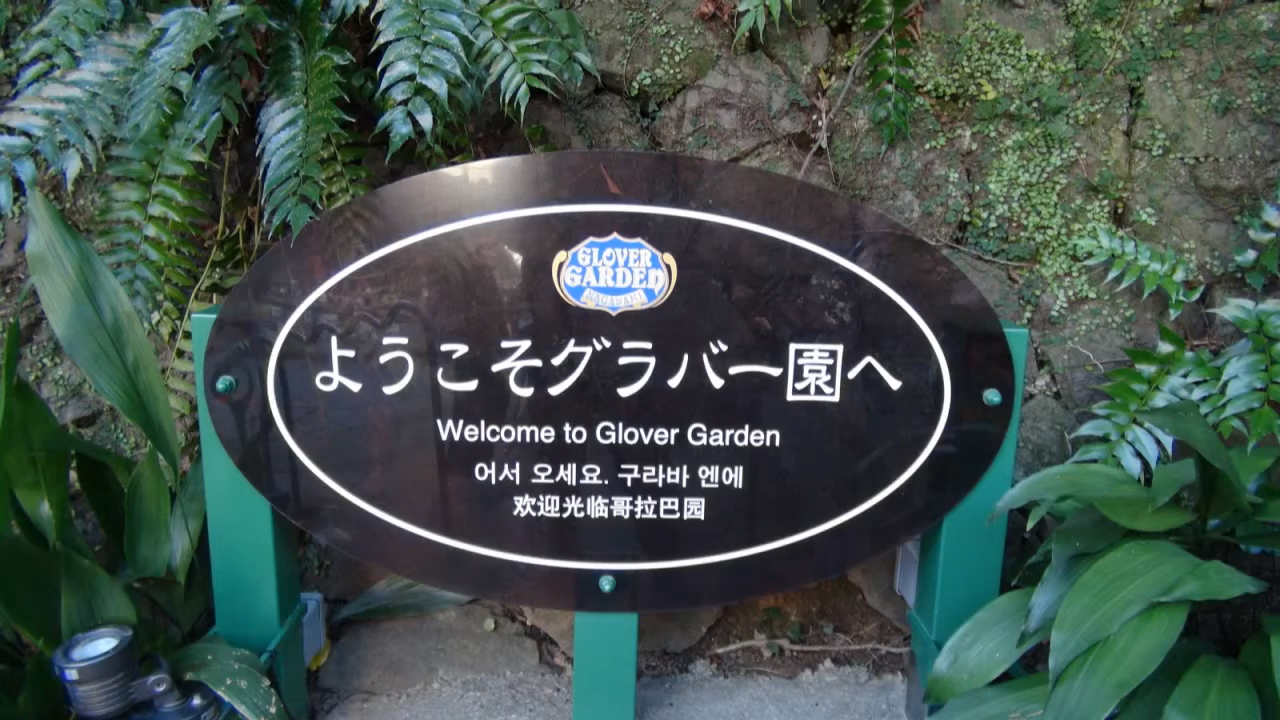 GLOVER
GARDEN
NAGASAKI
ようこそグラバー園へ
Welcome to Glover Garden
어서 오세요. 구라바 엔에
欢迎光临哥拉巴园